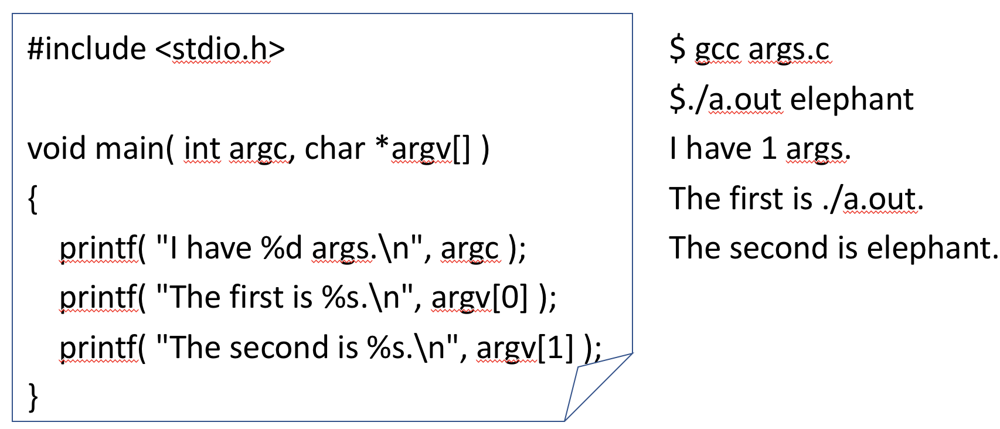 #include <stdio.h>
void main( int argc, char *argv[] )
{
printf( "I have %d args.\n", argc );
printf( "The first is %s.\n", argv[0] );
printf( "The second is %s.\n", argv[1] );
}
$ gcc args.c
$./a.out elephant
I have 1 args.
The first is ./a.out.
The second is elephant.